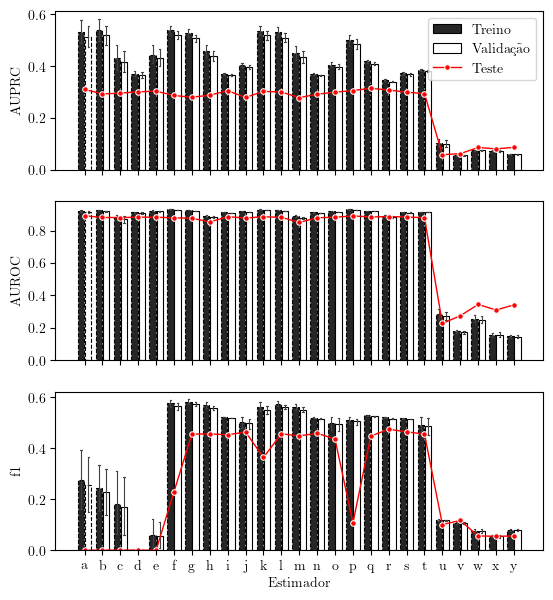 0.6
0.4
0.2
0.0
AUPRC
Treino
Validação
Teste
0.8
0.6
0.4
0.2
0.0
AUROC
0.6
0.4
0.2
0.0
f1
a b c d e f g h i j k l m n o p q r s t u v w x y
Estimador